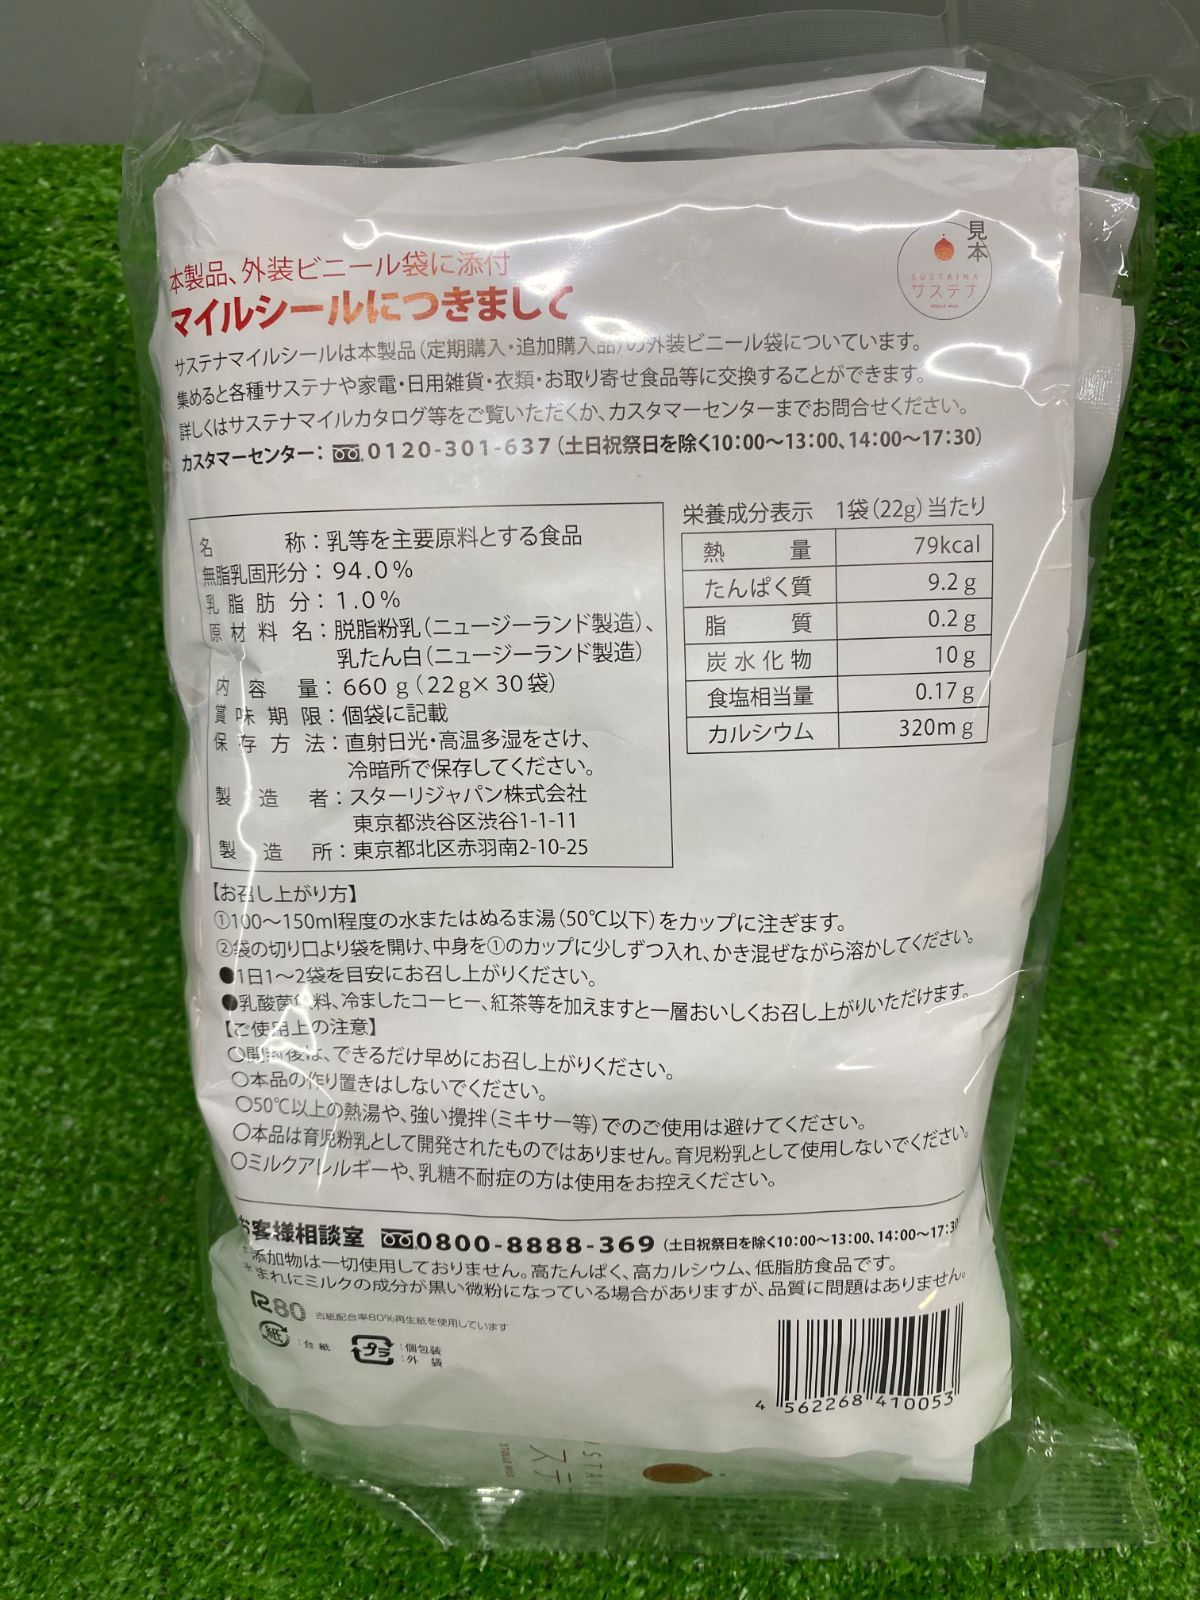 本製品、外装ビニール袋に添付
マイルシールにつきまして
見本
SUSTAINA
サステナ
STOLLE MILK
サステナマイルシールは本製品(定期購入・追加購入品)の外装ビニール袋についています。
集めると各種サステナや家電・日用雑貨・衣類・お取り寄せ食品等に交換することができます。
詳しくはサステナマイルカタログ等をご覧いただくか、カスタマーセンターまでお問合せください。
カスタマーセンター： 0120-301-637 (土日祝祭日を除く10:00～13:00、14:00～17:30)
名称：乳等を主要原料とする食品
無脂乳固形分：94.0%
乳脂肪分：1.0%
原材料名：脱脂粉乳(ニュージーランド製造)、
乳たん白(ニュージーランド製造)
内容量：660g(22g×30袋)
賞味期限：個袋に記載
保存方法：直射日光・高温多湿をさけ、
冷暗所で保存してください。
製造者：スターリジャパン株式会社
東京都渋谷区渋谷1-1-11
製造所：東京都北区赤羽南2-10-25
栄養成分表示 1袋(22g)当たり
熱量 79kcal
たんぱく質 9.2g
脂質 0.2g
炭水化物 10g
食塩相当量 0.17g
カルシウム 320mg
【お召し上がり方】
①100～150ml程度の水またはぬるま湯(50℃以下)をカップに注ぎます。
②袋の切り口より袋を開け、中身を①のカップに少しずつ入れ、かき混ぜながら溶かしてください。
●1日1～2袋を目安にお召し上がりください。
●乳酸菌飲料、冷ましたコーヒー、紅茶等を加えますと一層おいしくお召し上がりいただけます。
【ご使用上の注意】
○開封後は、できるだけ早めにお召し上がりください。
○本品の作り置きはしないでください。
○50℃以上の熱湯や、強い攪拌(ミキサー等)でのご使用は避けてください。
○本品は育児粉乳として開発されたものではありません。育児粉乳として使用しないでください。
○ミルクアレルギーや、乳糖不耐症の方は使用をお控えください。
お客様相談室 0800-8888-369 (土日祝祭日を除く10:00～13:00、14:00～17:30)
*添加物は一切使用しておりません。高たんぱく、高カルシウム、低脂肪食品です。
*まれにミルクの成分が黒い微粉になっている場合がありますが、品質に問題はありません。
R80 古紙配合率80%再生紙を使用しています
紙 ：台紙
プラ ：個包装
：外袋
4 562268 410053
ステ
STOLLE MILK